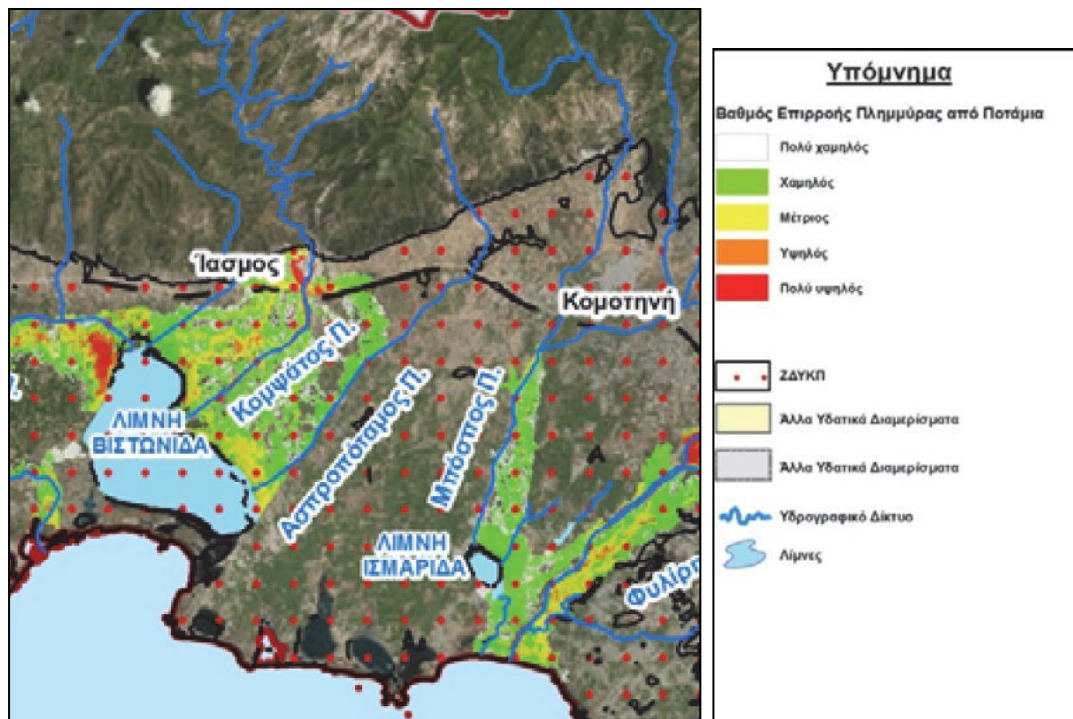 Ίασμος
Κομοτηνή
Κομψάτος Π.
Ασπροπόταμος Π.
Μπόσπος Π.
ΛΙΜΝΗ
ΒΙΣΤΩΝΙΔΑ
ΛΙΜΝΗ
ΙΣΜΑΡΙΔΑ
Υπόμνημα
Βαθμός Επιρροής Πλημμύρας από Ποτάμια
Πολύ χαμηλός
Χαμηλός
Μέτριος
Υψηλός
Πολύ υψηλός
ΖΔΥΚΠ
Άλλα Υδατικά Διαμερίσματα
Άλλα Υδατικά Διαμερίσματα
Υδρογραφικό Δίκτυο
Λίμνες